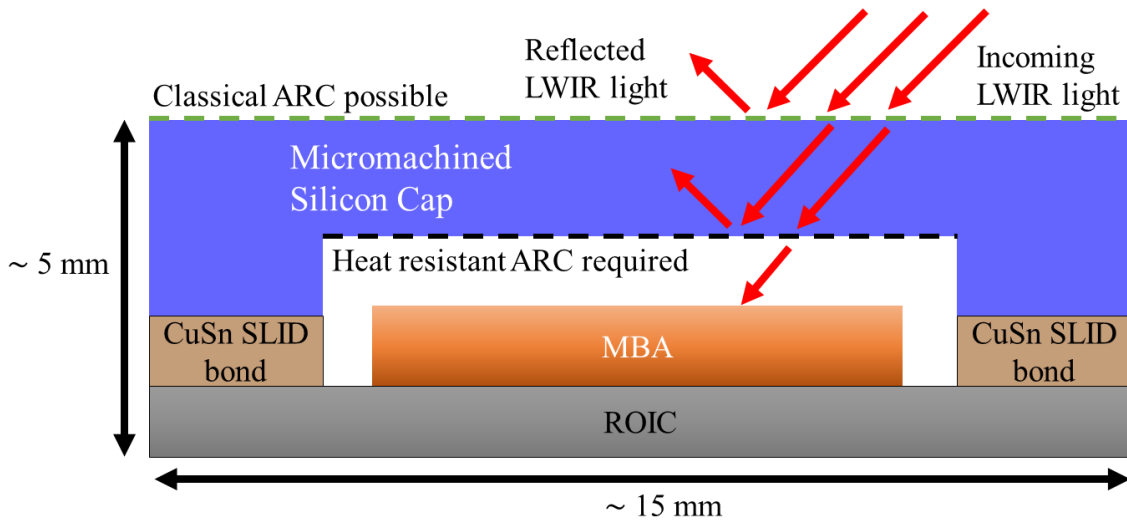 Reflected
LWIR light
Incoming
LWIR light
Classical ARC possible
Micromachined
Silicon Cap
Heat resistant ARC required
∼ 5 mm
CuSn SLID
bond
MBA
CuSn SLID
bond
ROIC
∼ 15 mm